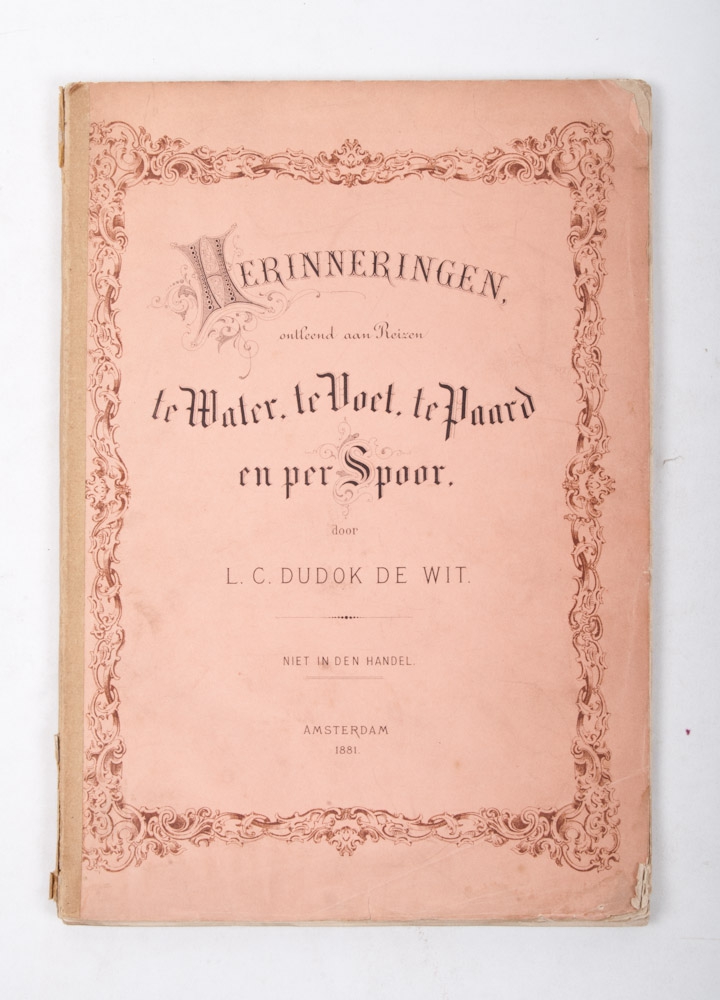 HERINNERINGEN,
ontleend aan Reizen
te Water, te Voet, te Paard
en per Spoor.
door
L. C. DUDOK DE WIT.
NIET IN DEN HANDEL.
AMSTERDAM
1881.